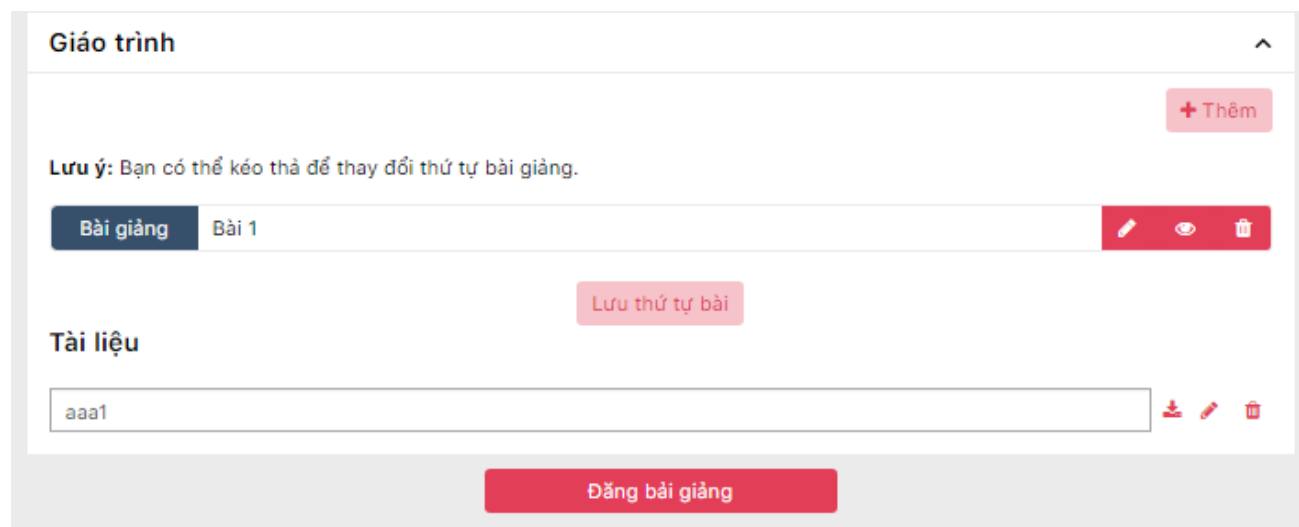 Giáo trình
Thêm
Lưu ý: Bạn có thể kéo thả để thay đổi thứ tự bài giảng.
Bài giảng Bài 1
Lưu thứ tự bài
Tài liệu
aaa1
Đăng bải giảng